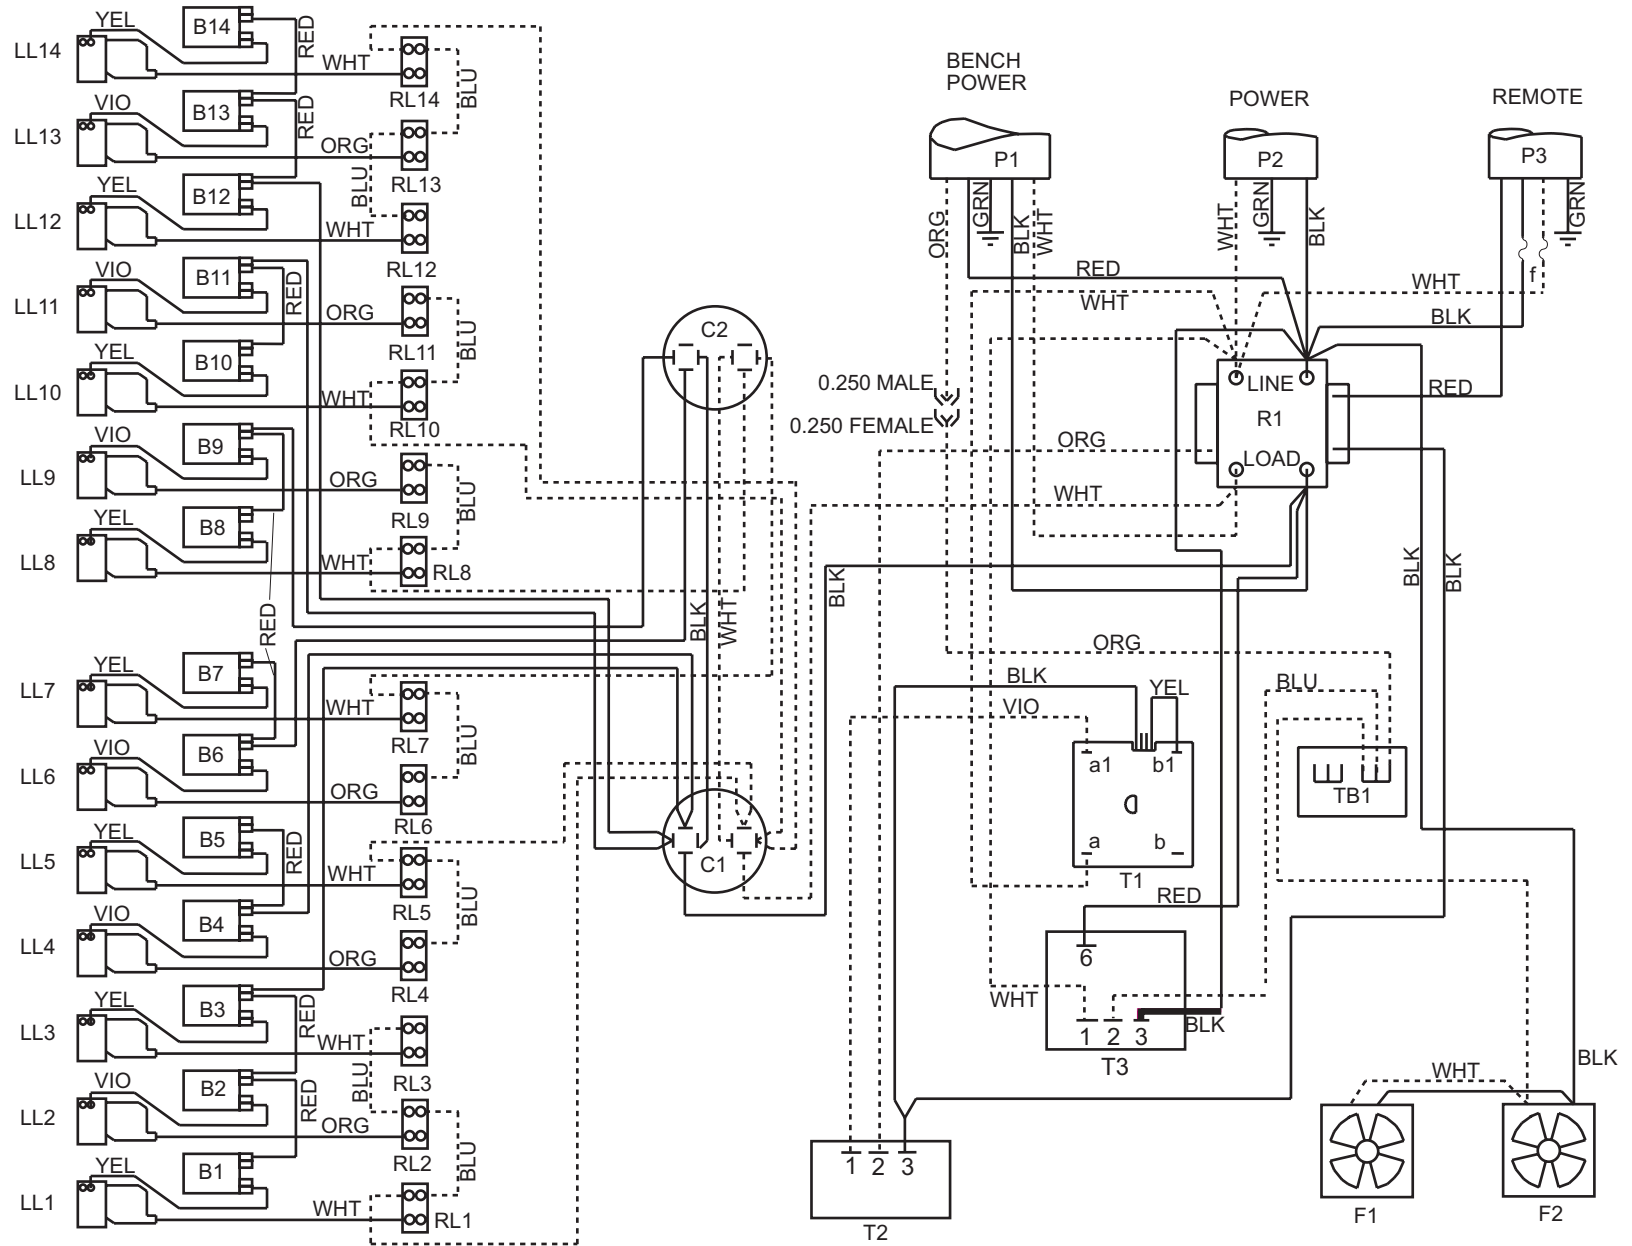 YEL
B14
RED
LL14
WHT
RL14
BLU
VIO
B13
RED
LL13
ORG
RL13
BLU
YEL
B12
LL12
WHT
RL12
VIO
B11
RED
LL11
ORG
RL11
BLU
YEL
B10
LL10
WHT
RL10
VIO
B9
LL9
ORG
RL9
BLU
YEL
B8
LL8
WHT
RL8
RED
YEL
B7
LL7
WHT
RL7
BLU
VIO
B6
LL6
ORG
RL6
YEL
B5
RED
LL5
WHT
RL5
BLU
VIO
B4
LL4
ORG
RL4
YEL
B3
RED
LL3
WHT
RL3
BLU
VIO
B2
RED
LL2
ORG
RL2
BLU
YEL
B1
LL1
WHT
RL1
C2
BLK
WHT
C1
BLK
BENCH
POWER
P1
ORG
GRN
BLK
WHT
POWER
P2
WHT
GRN
BLK
REMOTE
P3
GRN
f
RED
WHT
WHT
BLK
0.250 MALE
0.250 FEMALE
LINE
R1
LOAD
RED
ORG
WHT
BLK
BLK
ORG
BLK
YEL
VIO
BLU
a1
b1
a
b
T1
TB1
RED
6
WHT
1 2 3
BLK
T3
1 2 3
T2
WHT
BLK
F1
F2